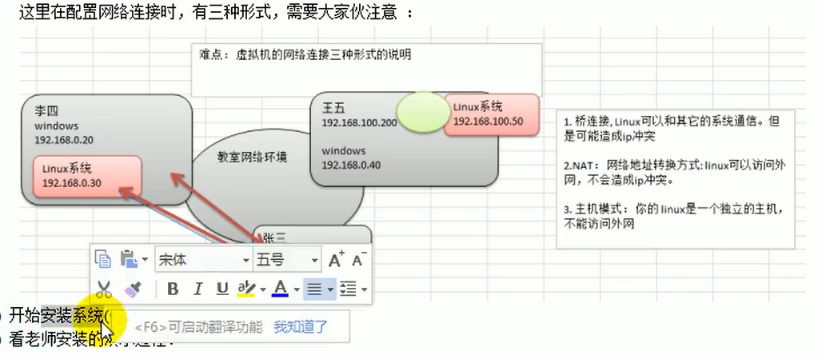 这里在配置网络连接时，有三种形式，需要大家伙注意 ：
难点：虚拟机的网络连接三种形式的说明
李四
windows
192.168.0.20
Linux系统
192.168.0.30
教室网络环境
王五
192.168.100.200
windows
192.168.0.40
Linux系统
192.168.100.50
张三
1. 桥连接,Linux可以和其它的系统通信。但
是可能造成ip冲突
2.NAT：网络地址转换方式:linux可以访问外
网，不会造成ip冲突。
3. 主机模式：你的linux是一个独立的主机，
不能访问外网
宋体
五号
A+ A-
B I U A
开始安装系统(
<F6>可启动翻译功能 我知道了
看老师安装的